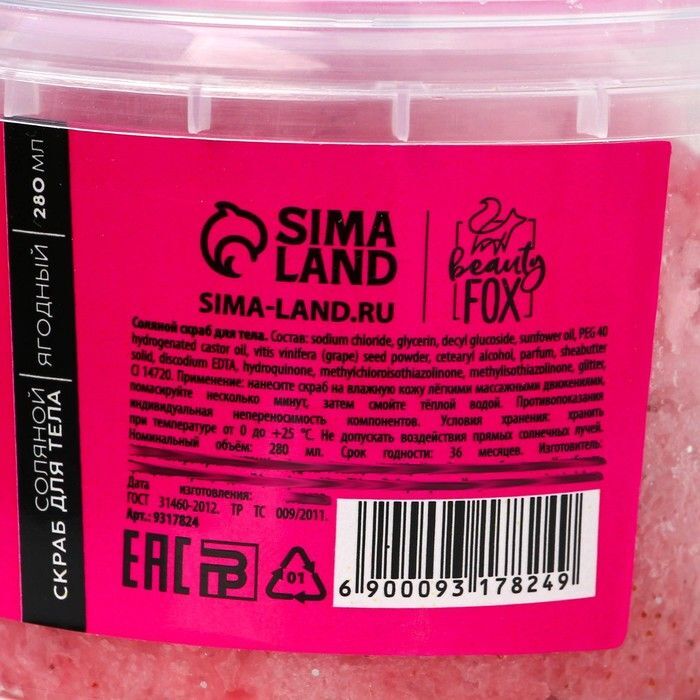 СКРАБ ДЛЯ ТЕЛА
СОЛЯНОЙ | ЯГОДНЫЙ | 280 МЛ
SIMA
LAND
SIMA-LAND.RU
beauty
FOX
Соляной скраб для тела. Состав: sodium chloride, glycerin, decyl glucoside, sunfower oil, PEG 40
hydrogenated castor oil, vitis vinifera (grape) seed powder, cetearyl alcohol, parfum, sheabutter
solid, discodium EDTA, hydroquinone, methylchloroisothiazolinone, methylisothiazolinone, glitter,
CI 14720. Применение: нанесите скраб на влажную кожу лёгкими массажными движениями,
помасируйте несколько минут, затем смойте тёплой водой. Противопоказания
индивидуальная непереносимость компонентов. Условия хранения: хранить
при температуре от 0 до +25 °C. Не допускать воздействия прямых солнечных лучей.
Номинальный объём: 280 мл. Срок годности: 36 месяцев. Изготовитель:
Дата
изготовления:
ГОСТ 31460-2012. ТР ТС 009/2011.
Арт.: 9317824
EAC
01
6 900093 178249